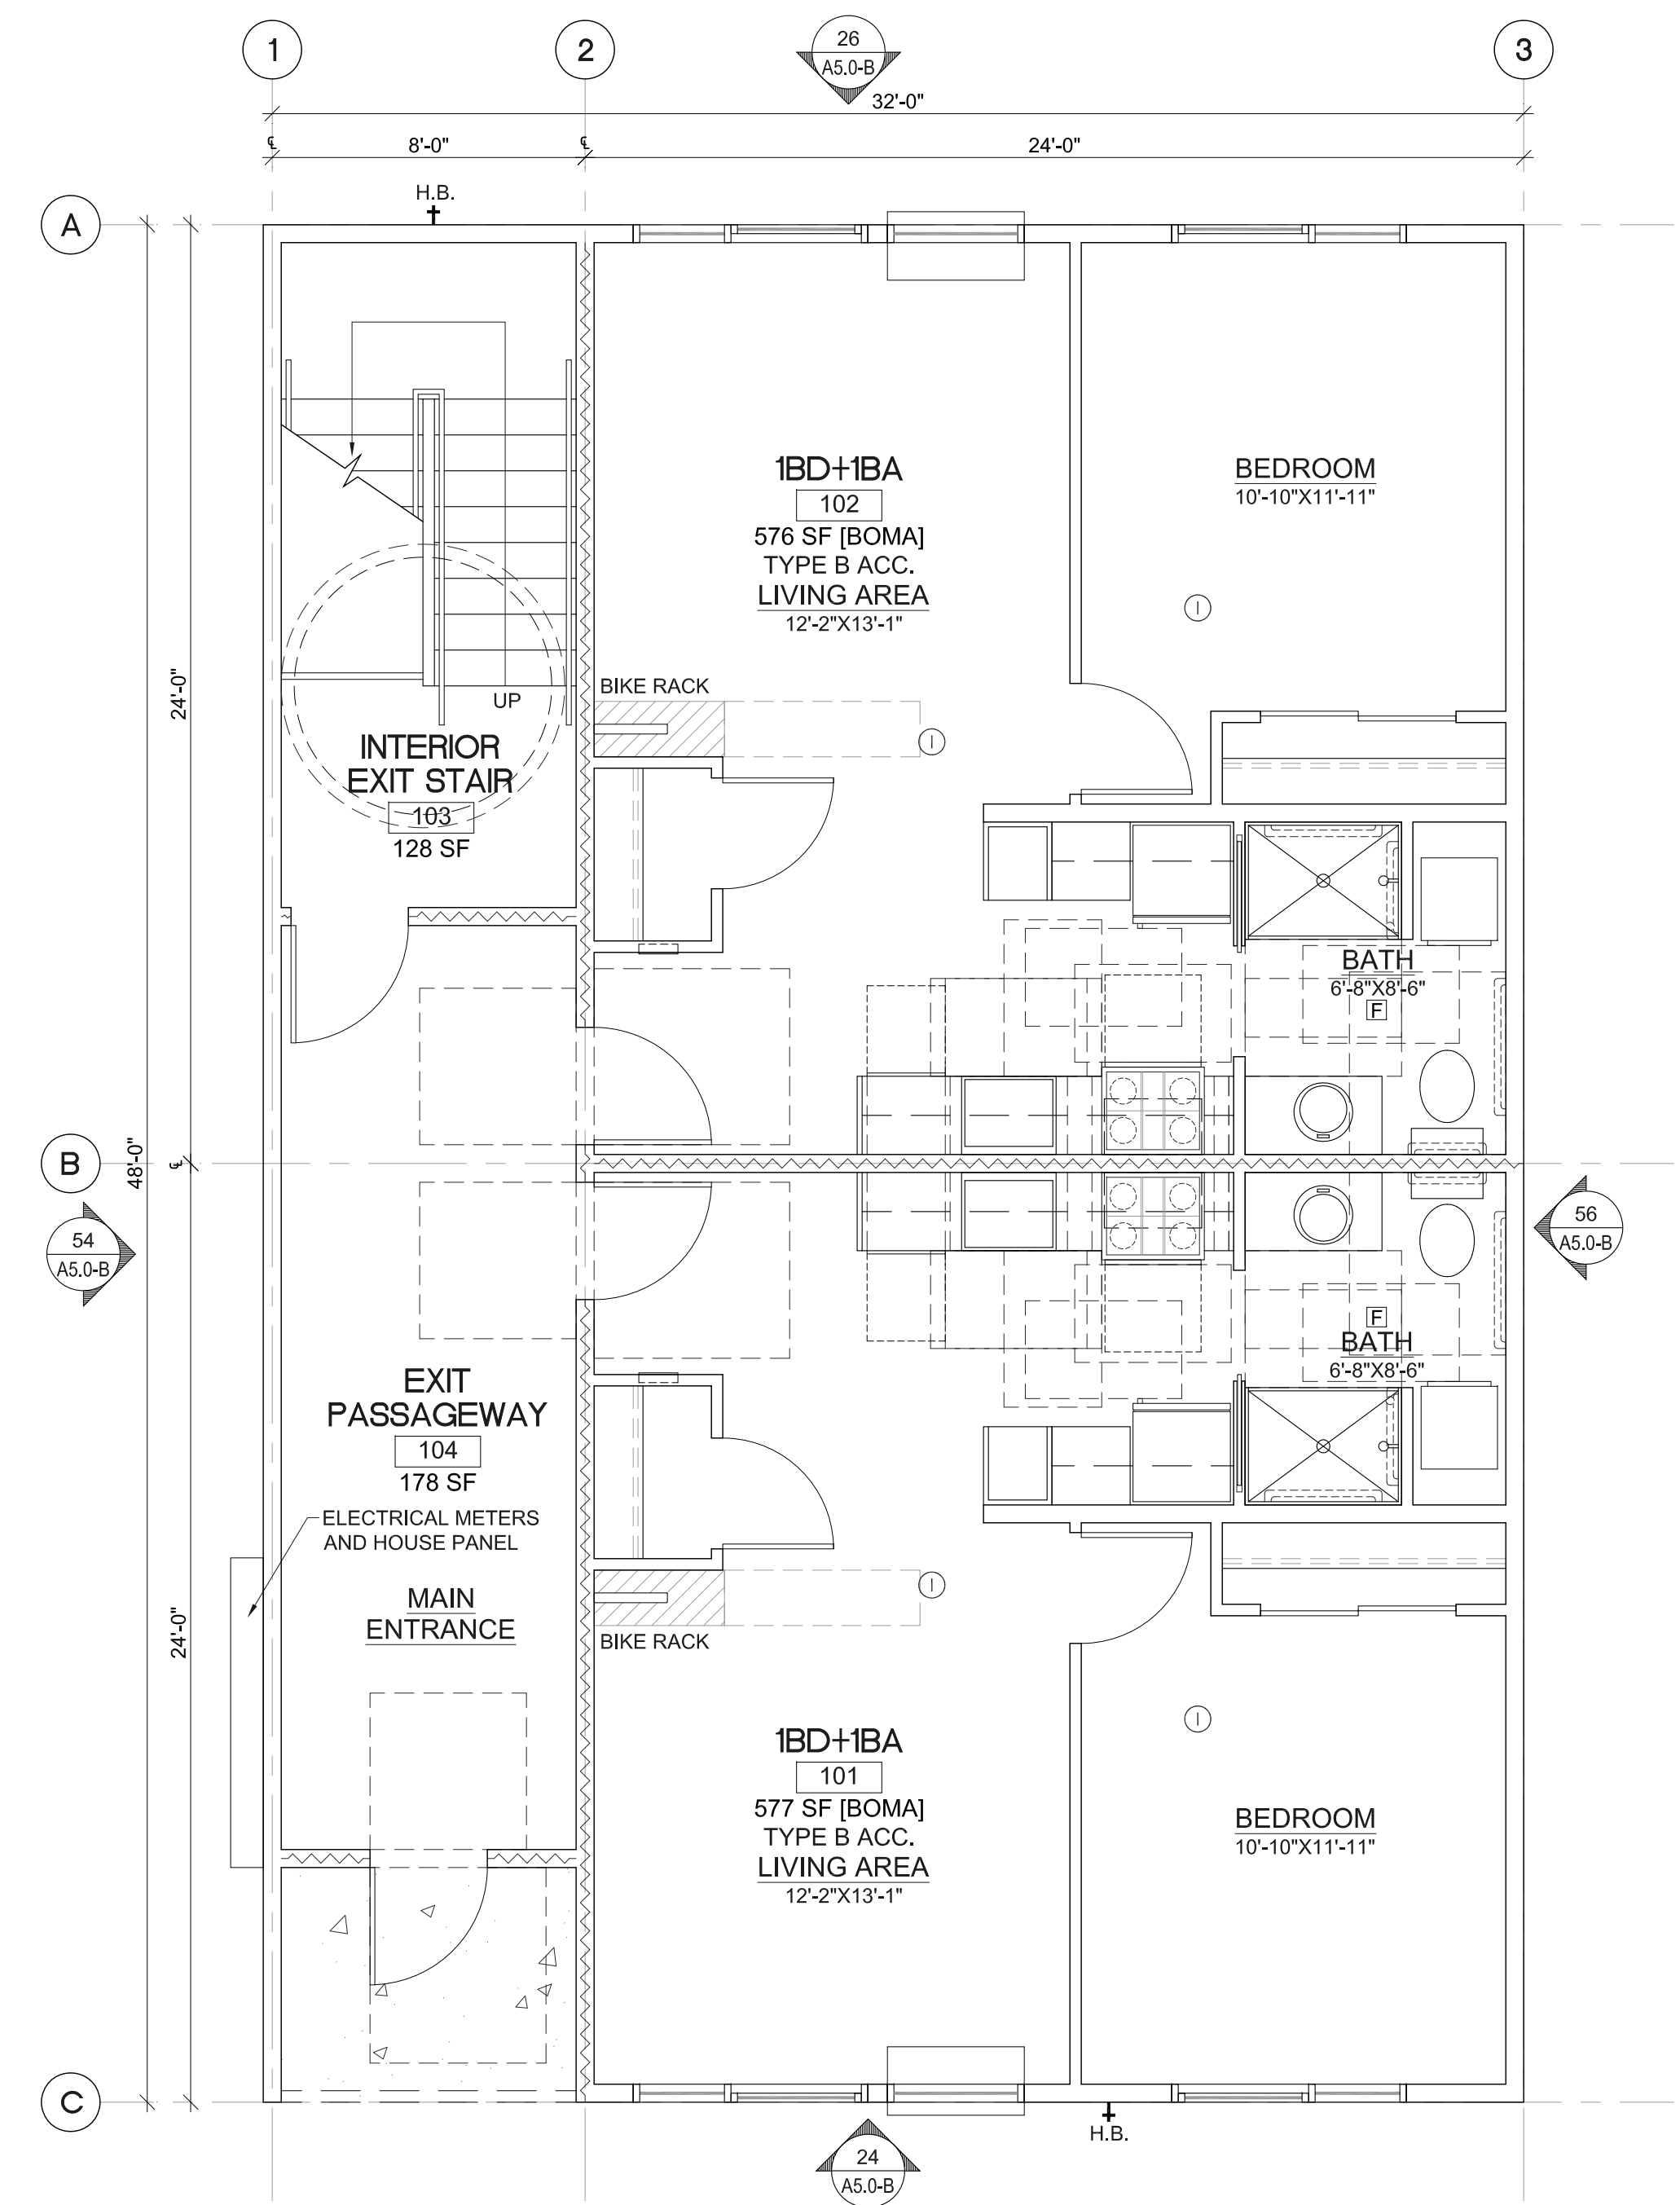 1
2
26
A5.0-B
3
32'-0"
℄
8'-0"
℄
24'-0"
H.B.
A
1BD+1BA
102
576 SF [BOMA]
TYPE B ACC.
LIVING AREA
12'-2"X13'-1"
BEDROOM
10'-10"X11'-11"
I
24'-0"
BIKE RACK
UP
I
INTERIOR
EXIT STAIR
103
128 SF
BATH
6'-8"X8'-6"
F
B
48'-0"
℄
54
A5.0-B
56
A5.0-B
F
BATH
6'-8"X8'-6"
EXIT
PASSAGEWAY
104
178 SF
ELECTRICAL METERS
AND HOUSE PANEL
MAIN
ENTRANCE
24'-0"
I
BIKE RACK
I
1BD+1BA
101
577 SF [BOMA]
TYPE B ACC.
LIVING AREA
12'-2"X13'-1"
BEDROOM
10'-10"X11'-11"
C
H.B.
24
A5.0-B